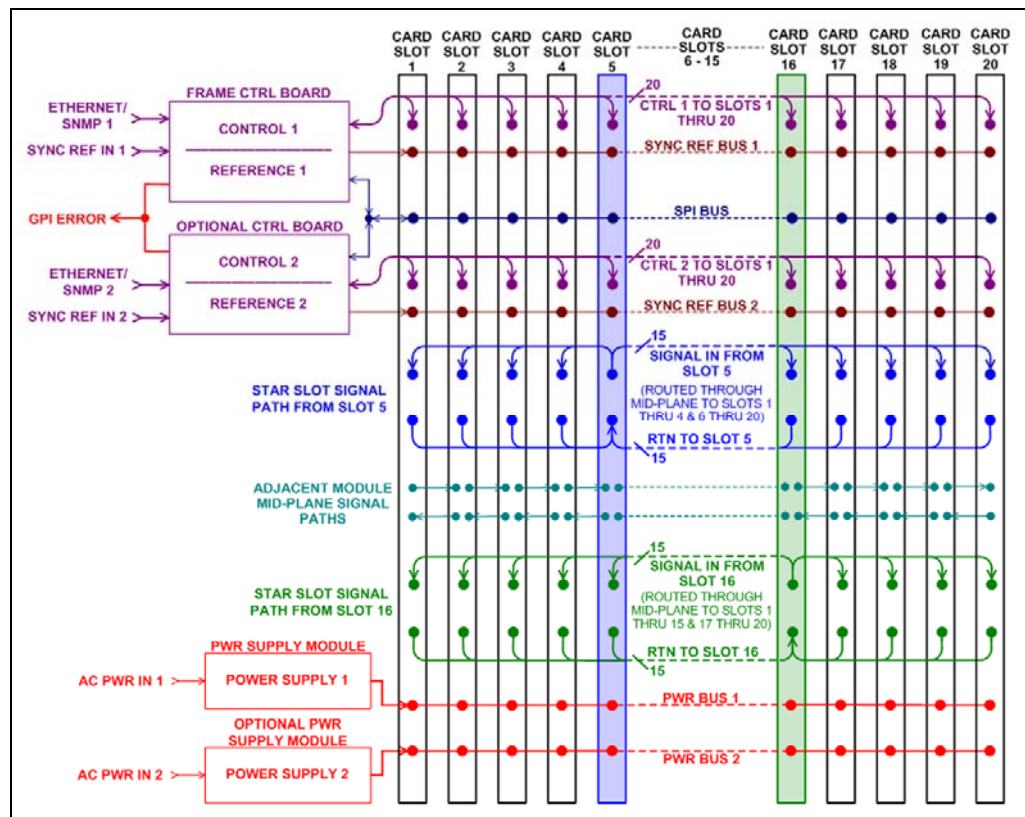 CARD SLOT 1
CARD SLOT 2
CARD SLOT 3
CARD SLOT 4
CARD SLOT 5
CARD SLOTS 6 - 15
CARD SLOT 16
CARD SLOT 17
CARD SLOT 18
CARD SLOT 19
CARD SLOT 20
FRAME CTRL BOARD
20
ETHERNET/
SNMP 1
CONTROL 1
CTRL 1 TO SLOTS 1
THRU 20
SYNC REF IN 1
SYNC REF BUS 1
REFERENCE 1
GPI ERROR
SPI BUS
OPTIONAL CTRL BOARD
20
CONTROL 2
CTRL 2 TO SLOTS 1
THRU 20
ETHERNET/
SNMP 2
REFERENCE 2
SYNC REF IN 2
SYNC REF BUS 2
15
SIGNAL IN FROM
SLOT 5
(ROUTED THROUGH
MID-PLANE TO SLOTS 1
THRU 4 & 6 THRU 20)
STAR SLOT SIGNAL
PATH FROM SLOT 5
RTN TO SLOT 5
15
ADJACENT MODULE
MID-PLANE SIGNAL
PATHS
15
SIGNAL IN FROM
SLOT 16
(ROUTED THROUGH
MID-PLANE TO SLOTS 1
THRU 15 & 17 THRU 20)
STAR SLOT SIGNAL
PATH FROM SLOT 16
RTN TO SLOT 16
15
PWR SUPPLY MODULE
AC PWR IN 1
POWER SUPPLY 1
PWR BUS 1
OPTIONAL PWR
SUPPLY MODULE
PWR BUS 2
AC PWR IN 2
POWER SUPPLY 2